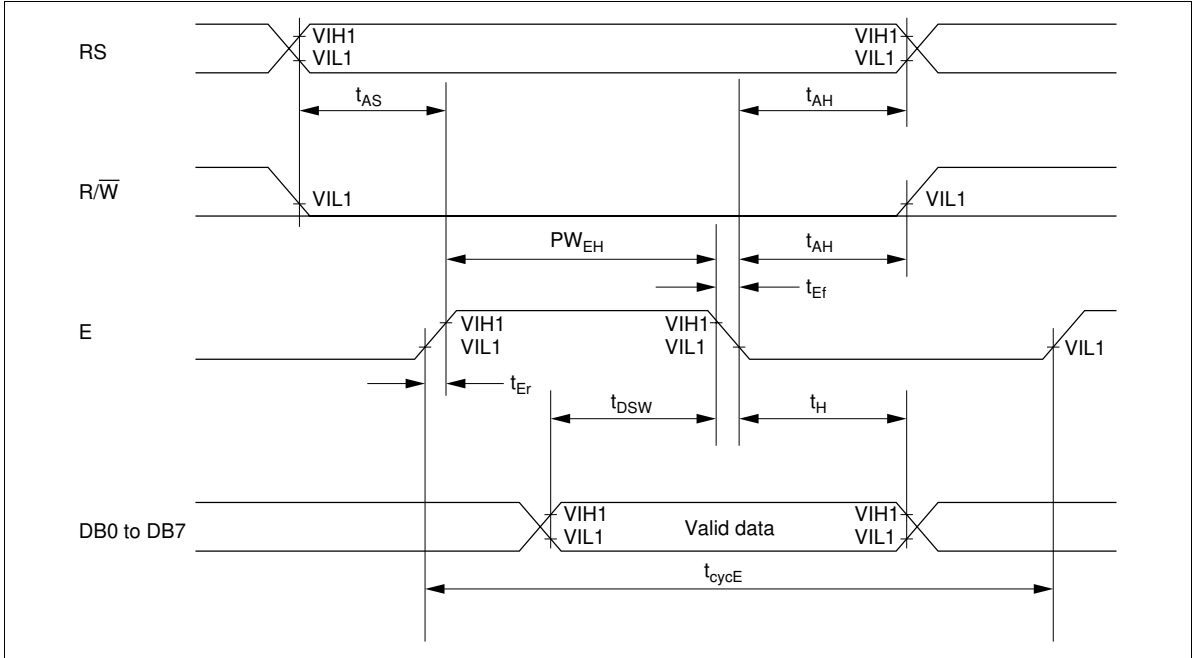 RS
VIH1
VIL1
VIH1
VIL1
tAS
tAH
R/W̅
VIL1
VIL1
PWEH
tAH
tEf
E
VIH1
VIL1
VIH1
VIL1
VIL1
tEr
tDSW
tH
DB0 to DB7
VIH1
VIL1
Valid data
VIH1
VIL1
tcycE